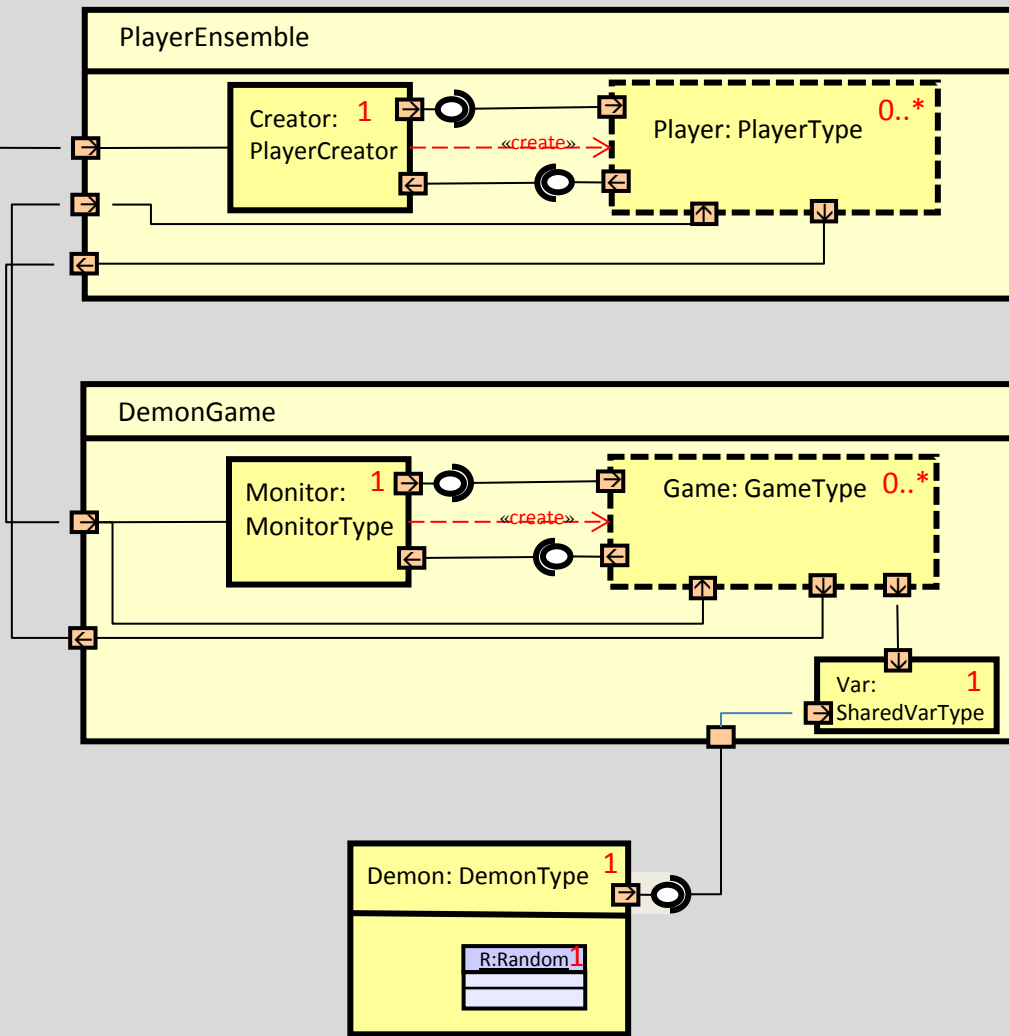 PlayerEnsemble
Creator: 1
PlayerCreator
«create»
Player: PlayerType 0..*
DemonGame
Monitor: 1
MonitorType
«create»
Game: GameType 0..*
Var: 1
SharedVarType
Demon: DemonType 1
R:Random 1